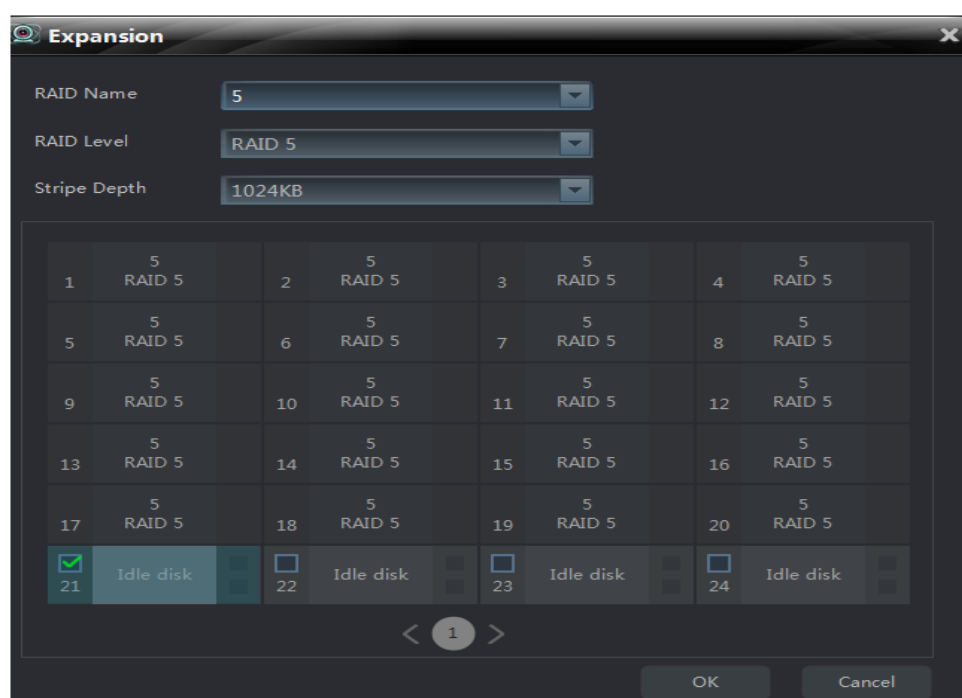 Expansion
RAID Name 5
RAID Level RAID 5
Stripe Depth 1024KB
1 5 RAID 5 2 5 RAID 5 3 5 RAID 5 4 5 RAID 5
5 5 RAID 5 6 5 RAID 5 7 5 RAID 5 8 5 RAID 5
9 5 RAID 5 10 5 RAID 5 11 5 RAID 5 12 5 RAID 5
13 5 RAID 5 14 5 RAID 5 15 5 RAID 5 16 5 RAID 5
17 5 RAID 5 18 5 RAID 5 19 5 RAID 5 20 5 RAID 5
21 Idle disk 22 Idle disk 23 Idle disk 24 Idle disk
< 1 >
OK Cancel